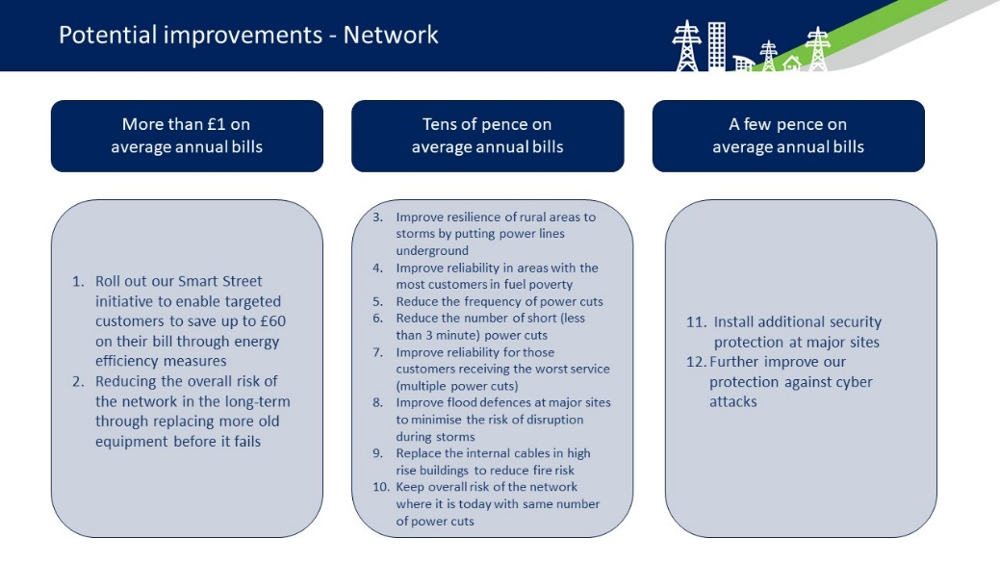 Potential improvements - Network
More than £1 on
average annual bills
Tens of pence on
average annual bills
A few pence on
average annual bills
1. Roll out our Smart Street
initiative to enable targeted
customers to save up to £60
on their bill through energy
efficiency measures
2. Reducing the overall risk of
the network in the long-term
through replacing more old
equipment before it fails
3. Improve resilience of rural areas to
storms by putting power lines
underground
4. Improve reliability in areas with the
most customers in fuel poverty
5. Reduce the frequency of power cuts
6. Reduce the number of short (less
than 3 minute) power cuts
7. Improve reliability for those
customers receiving the worst service
(multiple power cuts)
8. Improve flood defences at major sites
to minimise the risk of disruption
during storms
9. Replace the internal cables in high
rise buildings to reduce fire risk
10. Keep overall risk of the network
where it is today with same number
of power cuts
11. Install additional security
protection at major sites
12. Further improve our
protection against cyber
attacks